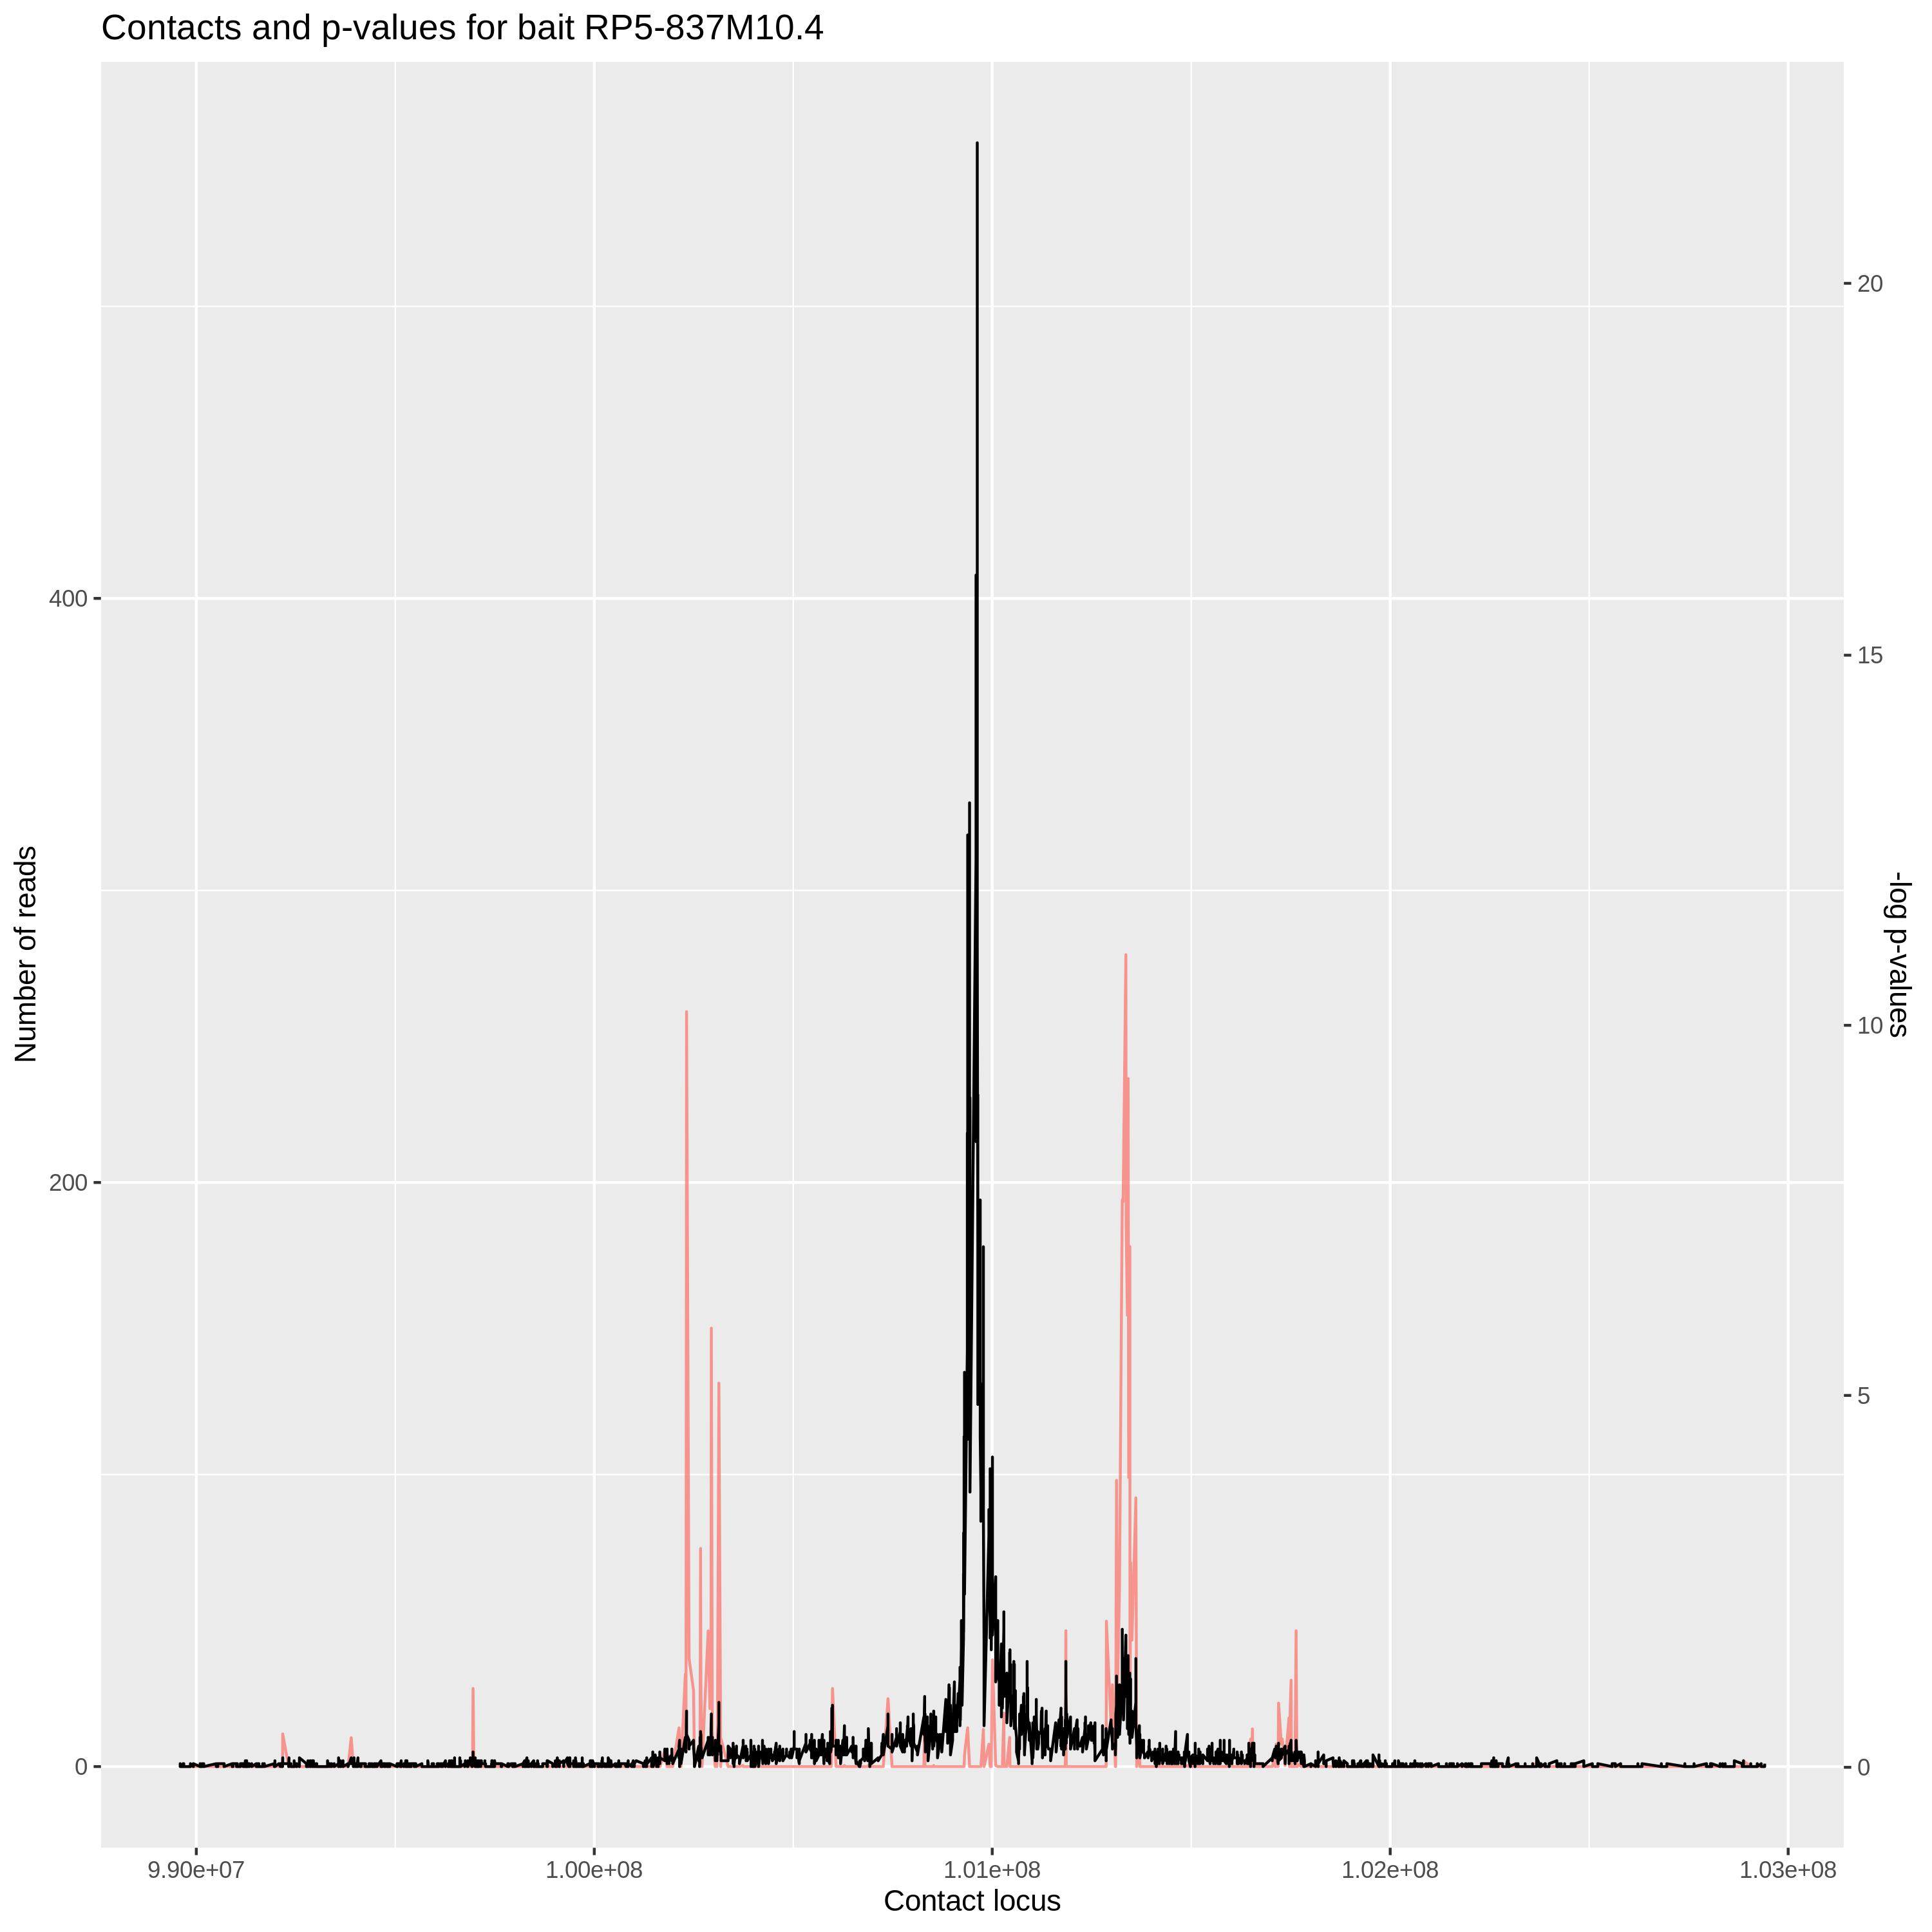 Contacts and p-values for bait RP5-837M10.4
Number of reads
400
200
0
20
15
10
5
0
-log p-values
9.90e+07
1.00e+08
1.01e+08
1.02e+08
1.03e+08
Contact locus